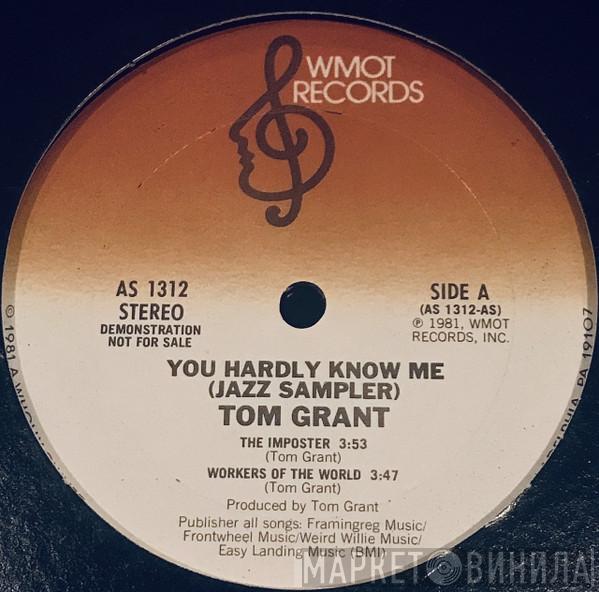 WMOT
RECORDS
AS 1312
STEREO
DEMONSTRATION
NOT FOR SALE
SIDE A
(AS 1312-AS)
℗ 1981, WMOT
RECORDS, INC.
YOU HARDLY KNOW ME
(JAZZ SAMPLER)
TOM GRANT
THE IMPOSTER 3:53
(Tom Grant)
WORKERS OF THE WORLD 3:47
(Tom Grant)
Produced by Tom Grant
Publisher all songs: Framingreg Music/
Frontwheel Music/Weird Willie Music/
Easy Landing Music (BMI)
© 1981 A
PA 19107
МАРКЕТ ВИНИЛА